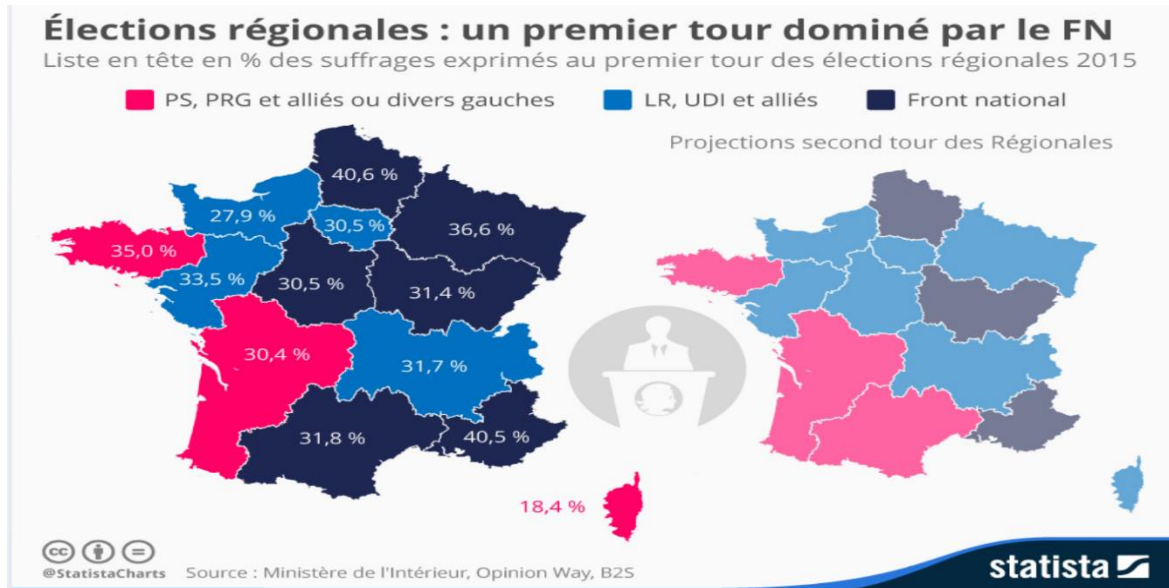 Élections régionales : un premier tour dominé par le FN
Liste en tête en % des suffrages exprimés au premier tour des élections régionales 2015
PS, PRG et alliés ou divers gauches LR, UDI et alliés Front national
Projections second tour des Régionales
40,6 %
27,9 %
30,5 %
36,6 %
35,0 %
33,5 %
30,5 %
31,4 %
30,4 %
31,7 %
31,8 %
40,5 %
18,4 %
cc
@StatistaCharts Source : Ministère de l'Intérieur, Opinion Way, B2S
statista